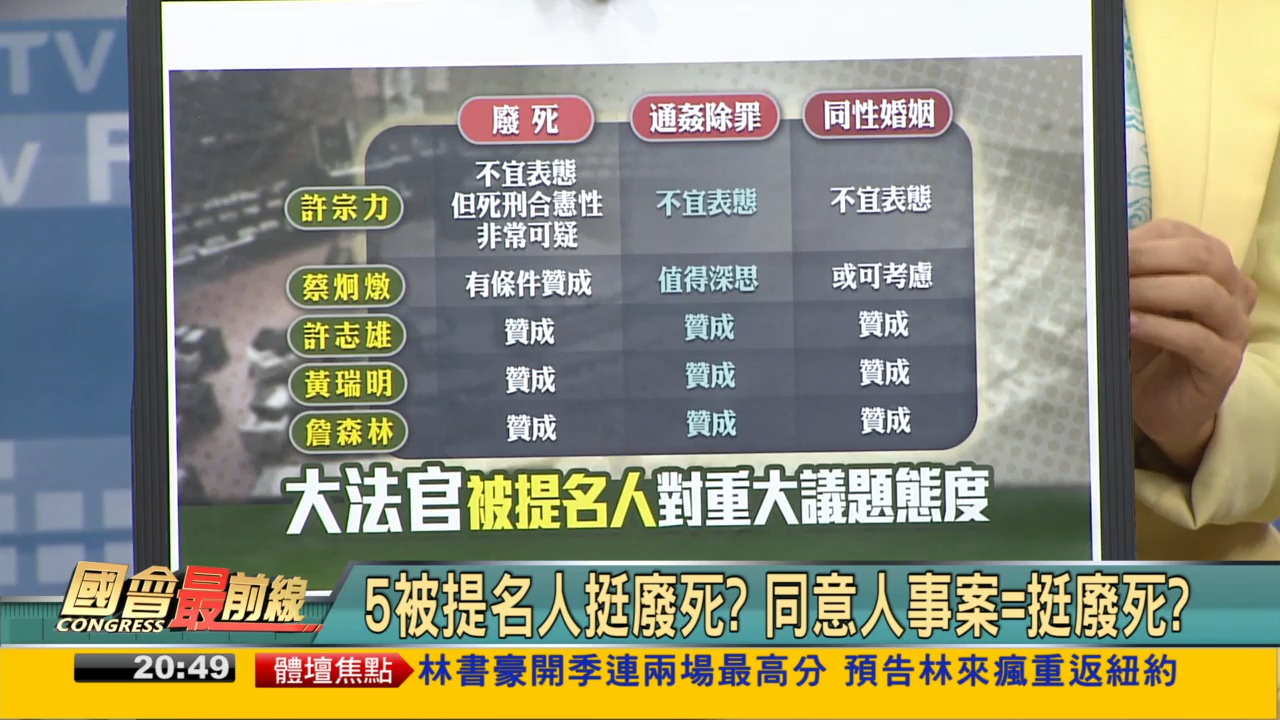 TV
TV F
廢死
通姦除罪
同性婚姻
許宗力
不宜表態
但死刑合憲性
非常可疑
不宜表態
不宜表態
蔡炯燉
有條件贊成
值得深思
或可考慮
許志雄
贊成
贊成
贊成
黃瑞明
贊成
贊成
贊成
詹森林
贊成
贊成
贊成
大法官被提名人對重大議題態度
國會最前線
CONGRESS
5被提名人挺廢死? 同意人事案=挺廢死?
20:49
體壇焦點
林書豪開季連兩場最高分 預告林來瘋重返紐約